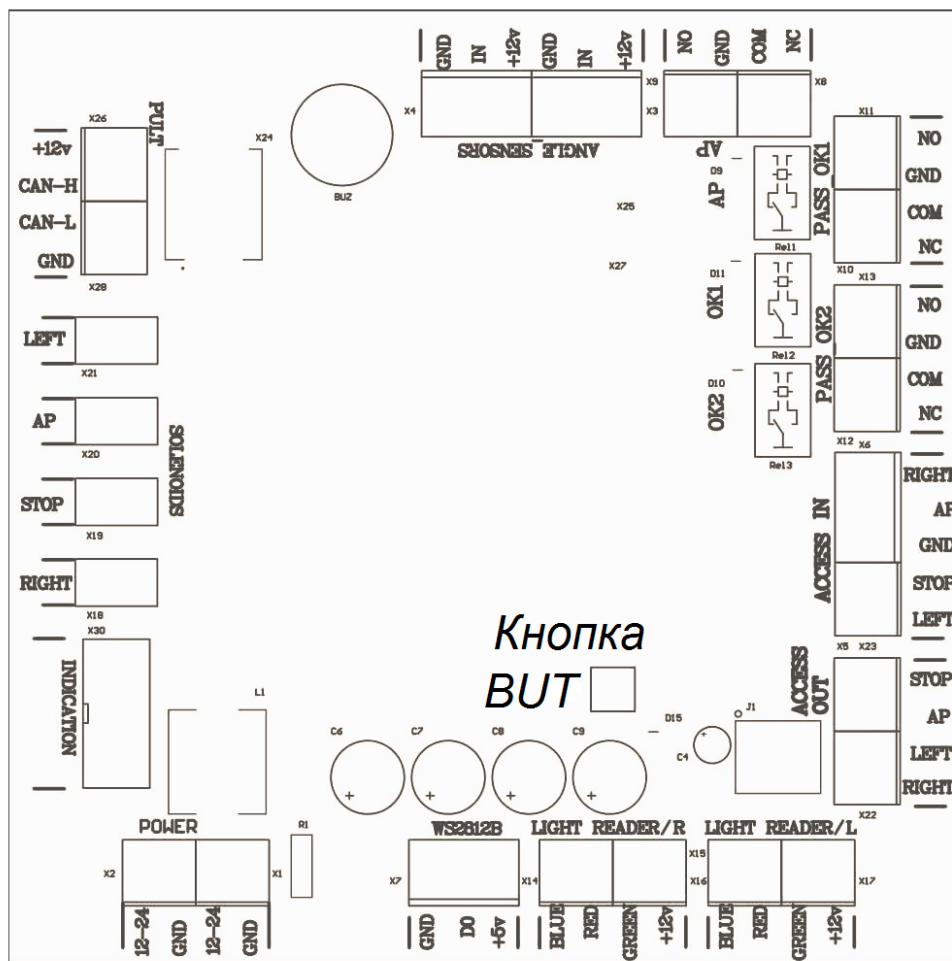 GND IN +12v GND IN +12v
NO GND COM NC
X4
X9
X3
X8
ANGLE_SENSORS
AP
X26
PULT
+12v
CAN-H
CAN-L
GND
X28
X24
BUZ
X25
X27
D9
AP
Rel1
D11
OK1
Rel2
D10
OK2
Rel3
X11
PASS_OK1
NO
GND
COM
NC
X10
X13
PASS_OK2
NO
GND
COM
NC
X12
X6
ACCESS IN
RIGHT
AP
GND
STOP
LEFT
X5
X23
ACCESS OUT
STOP
AP
LEFT
RIGHT
X22
LEFT
X21
AP
X20
STOP
X19
RIGHT
X18
SOLENOIDS
X30
INDICATION
L1
Кнопка
BUT
C6
C7
C8
C9
D15
C4
J1
POWER
X2
X1
12-24 GND 12-24 GND
R1
WS2812B
X7
GND D0 +5v
LIGHT READER/R
X14
X15
BLUE RED GREEN +12v
LIGHT READER/L
X16
X17
BLUE RED GREEN +12v